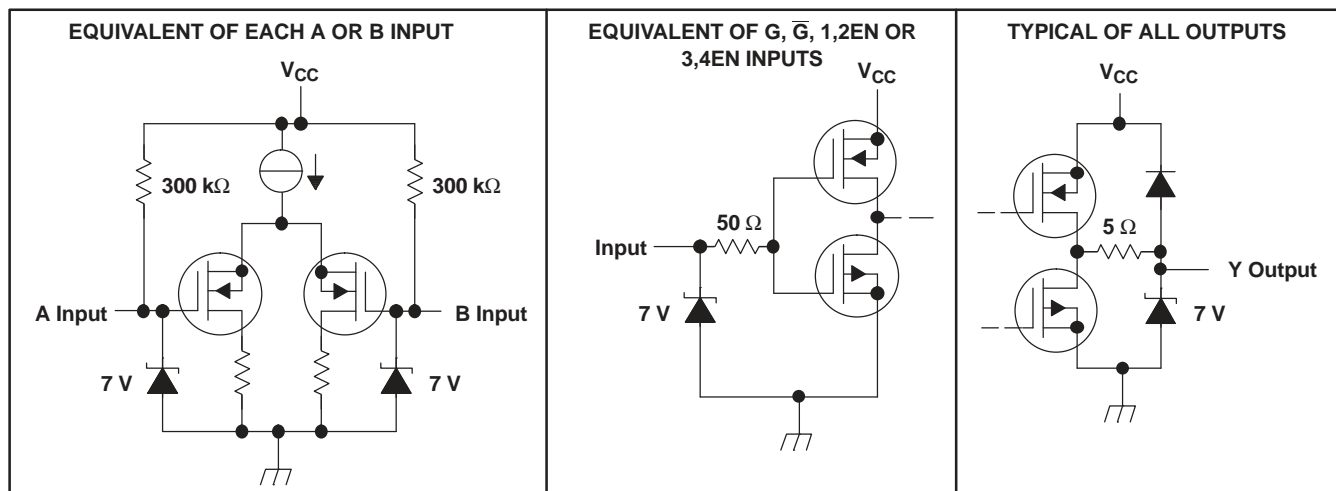 EQUIVALENT OF EACH A OR B INPUT
VCC
300 kΩ
300 kΩ
A Input
B Input
7 V
7 V
EQUIVALENT OF G, G̅, 1,2EN OR
3,4EN INPUTS
VCC
50 Ω
Input
7 V
TYPICAL OF ALL OUTPUTS
VCC
5 Ω
Y Output
7 V